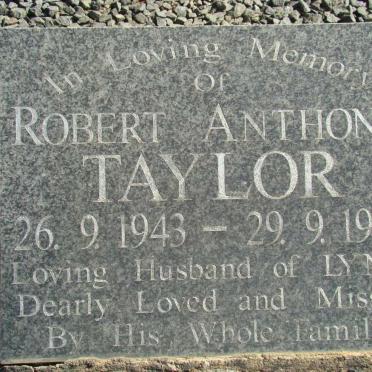 In Loving Memory
Of
ROBERT ANTHON
TAYLOR
26. 9. 1943 - 29. 9. 19
Loving Husband of LYN
Dearly Loved and Miss
By His Whole Famil